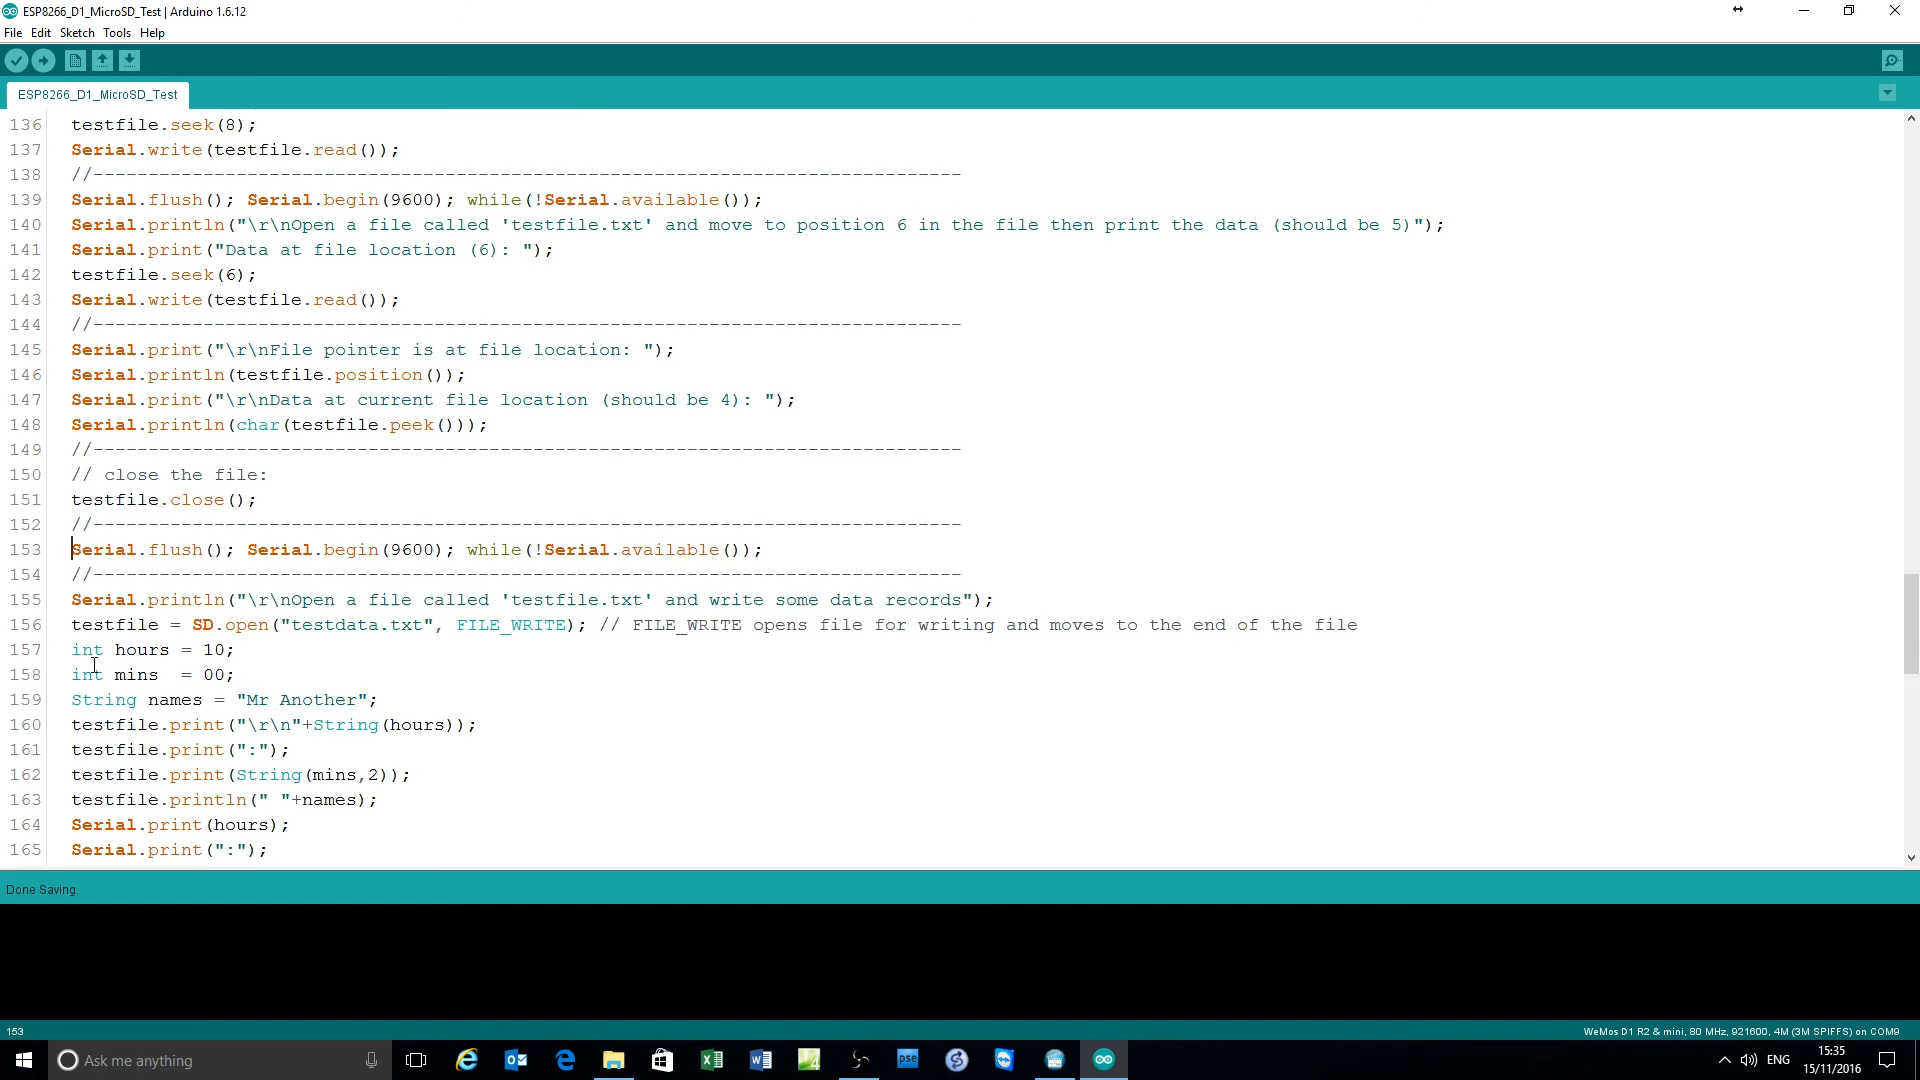 ESP8266_D1_MicroSD_Test | Arduino 1.6.12
File Edit Sketch Tools Help
ESP8266_D1_MicroSD_Test
136 testfile.seek(8);
137 Serial.write(testfile.read());
138 //-------------------------------------------------------------------------------
139 Serial.flush(); Serial.begin(9600); while(!Serial.available());
140 Serial.println("\r\nOpen a file called 'testfile.txt' and move to position 6 in the file then print the data (should be 5)");
141 Serial.print("Data at file location (6): ");
142 testfile.seek(6);
143 Serial.write(testfile.read());
144 //-------------------------------------------------------------------------------
145 Serial.print("\r\nFile pointer is at file location: ");
146 Serial.println(testfile.position());
147 Serial.print("\r\nData at current file location (should be 4): ");
148 Serial.println(char(testfile.peek()));
149 //-------------------------------------------------------------------------------
150 // close the file:
151 testfile.close();
152 //-------------------------------------------------------------------------------
153 Serial.flush(); Serial.begin(9600); while(!Serial.available());
154 //-------------------------------------------------------------------------------
155 Serial.println("\r\nOpen a file called 'testfile.txt' and write some data records");
156 testfile = SD.open("testdata.txt", FILE_WRITE); // FILE_WRITE opens file for writing and moves to the end of the file
157 int hours = 10;
158 int mins  = 00;
159 String names = "Mr Another";
160 testfile.print("\r\n"+String(hours));
161 testfile.print(":");
162 testfile.print(String(mins,2));
163 testfile.println(" "+names);
164 Serial.print(hours);
165 Serial.print(":");
Done Saving.
153 WeMos D1 R2 & mini, 80 MHz, 921600, 4M (3M SPIFFS) on COM9
Ask me anything
pse
ENG
15:35
15/11/2016